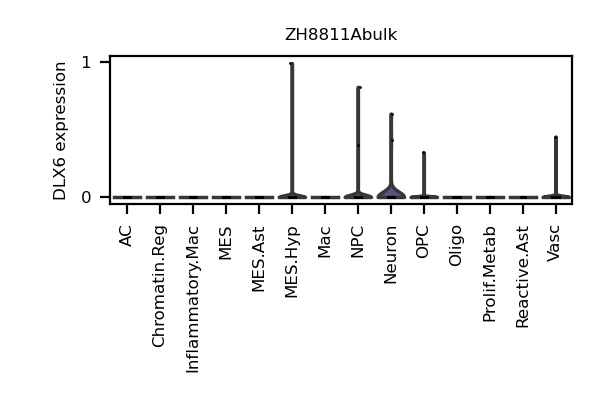 ZH8811Abulk
DLX6 expression
1
0
AC
Chromatin.Reg
Inflammatory.Mac
MES
MES.Ast
MES.Hyp
Mac
NPC
Neuron
OPC
Oligo
Prolif.Metab
Reactive.Ast
Vasc